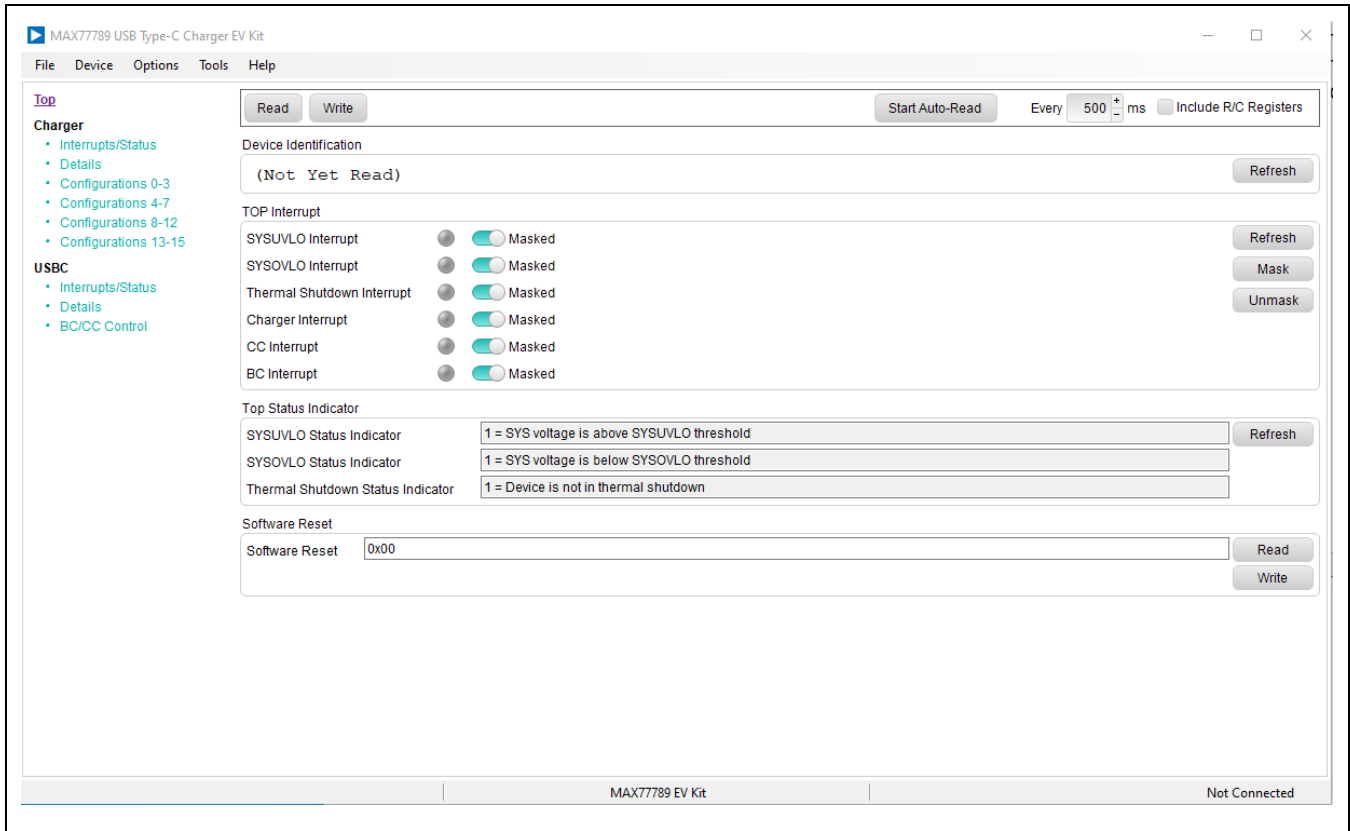 MAX77789 USB Type-C Charger EV Kit
File Device Options Tools Help
Top
Charger
• Interrupts/Status
• Details
• Configurations 0-3
• Configurations 4-7
• Configurations 8-12
• Configurations 13-15
USBC
• Interrupts/Status
• Details
• BC/CC Control
Read Write Start Auto-Read Every 500 + - ms Include R/C Registers
Device Identification
(Not Yet Read) Refresh
TOP Interrupt
SYSUVLO Interrupt Masked Refresh
SYSOVLO Interrupt Masked Mask
Thermal Shutdown Interrupt Masked Unmask
Charger Interrupt Masked
CC Interrupt Masked
BC Interrupt Masked
Top Status Indicator
SYSUVLO Status Indicator 1 = SYS voltage is above SYSUVLO threshold Refresh
SYSOVLO Status Indicator 1 = SYS voltage is below SYSOVLO threshold
Thermal Shutdown Status Indicator 1 = Device is not in thermal shutdown
Software Reset
Software Reset 0x00 Read
Write
MAX77789 EV Kit Not Connected